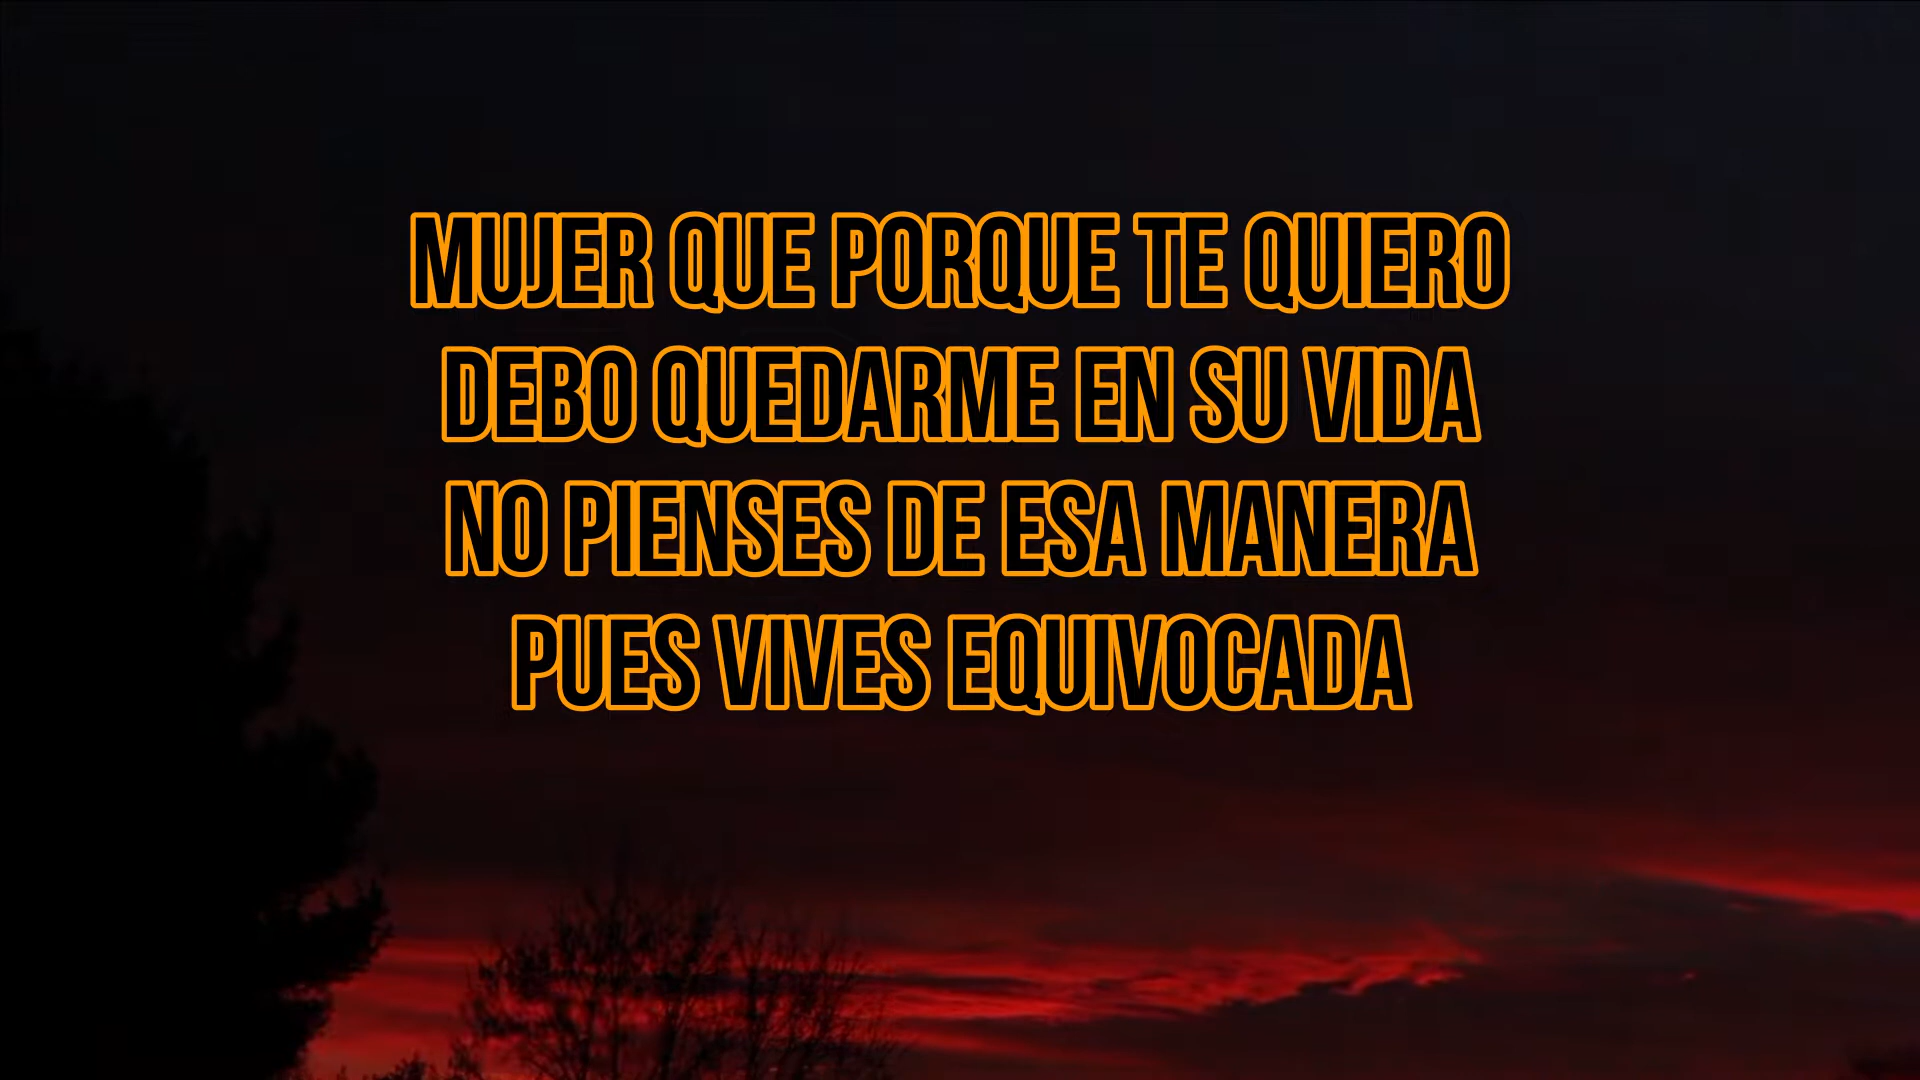 MUJER QUE PORQUE TE QUIERO
DEBO QUEDARME EN SU VIDA
NO PIENSES DE ESA MANERA
PUES VIVES EQUIVOCADA